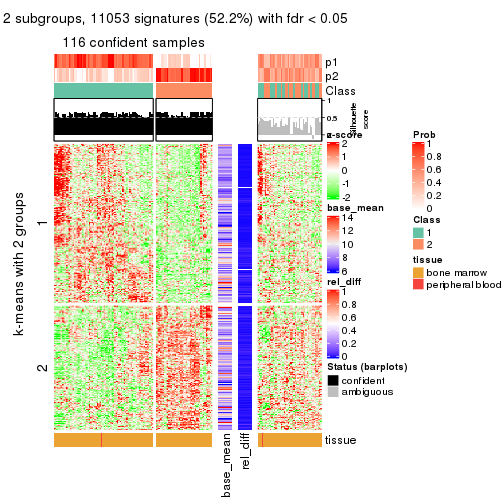 2 subgroups, 11053 signatures (52.2%) with fdr < 0.05
116 confident samples
p1
p2
Class
1
0.5
0
Silhouette
score
k-means with 2 groups
1
2
z-score
2
1
0
-1
-2
base_mean
14
12
10
8
6
rel_diff
1
0.8
0.6
0.4
0.2
0
Status (barplots)
confident
ambiguous
Prob
1
0.8
0.6
0.4
0.2
0
Class
1
2
tissue
bone marrow
peripheral blood
tissue
base_mean
rel_diff